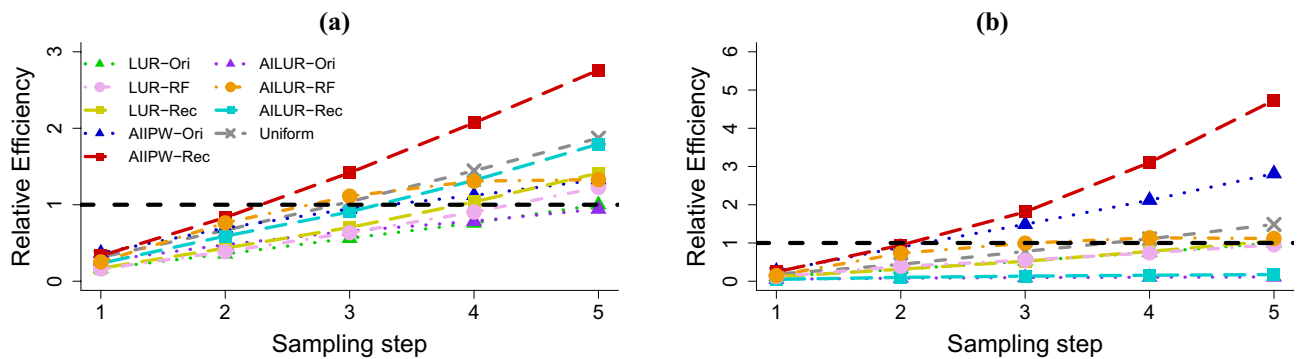 (a)
Relative Efficiency
3
2
1
0
LUR−Ori
LUR−RF
LUR−Rec
AIIPW−Ori
AIIPW−Rec
AILUR−Ori
AILUR−RF
AILUR−Rec
Uniform
1 2 3 4 5
Sampling step
(b)
Relative Efficiency
6
5
4
3
2
1
0
1 2 3 4 5
Sampling step